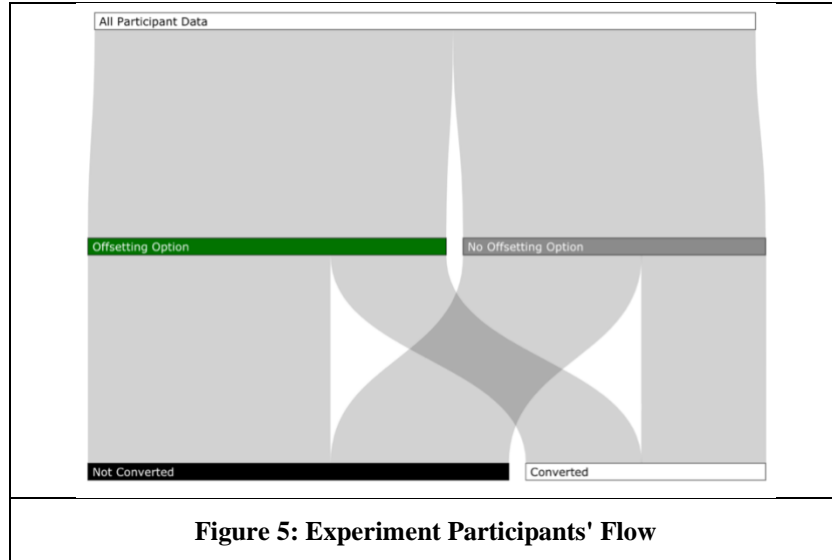 All Participant Data
Offsetting Option
No Offsetting Option
Not Converted
Converted
Figure 5: Experiment Participants' Flow